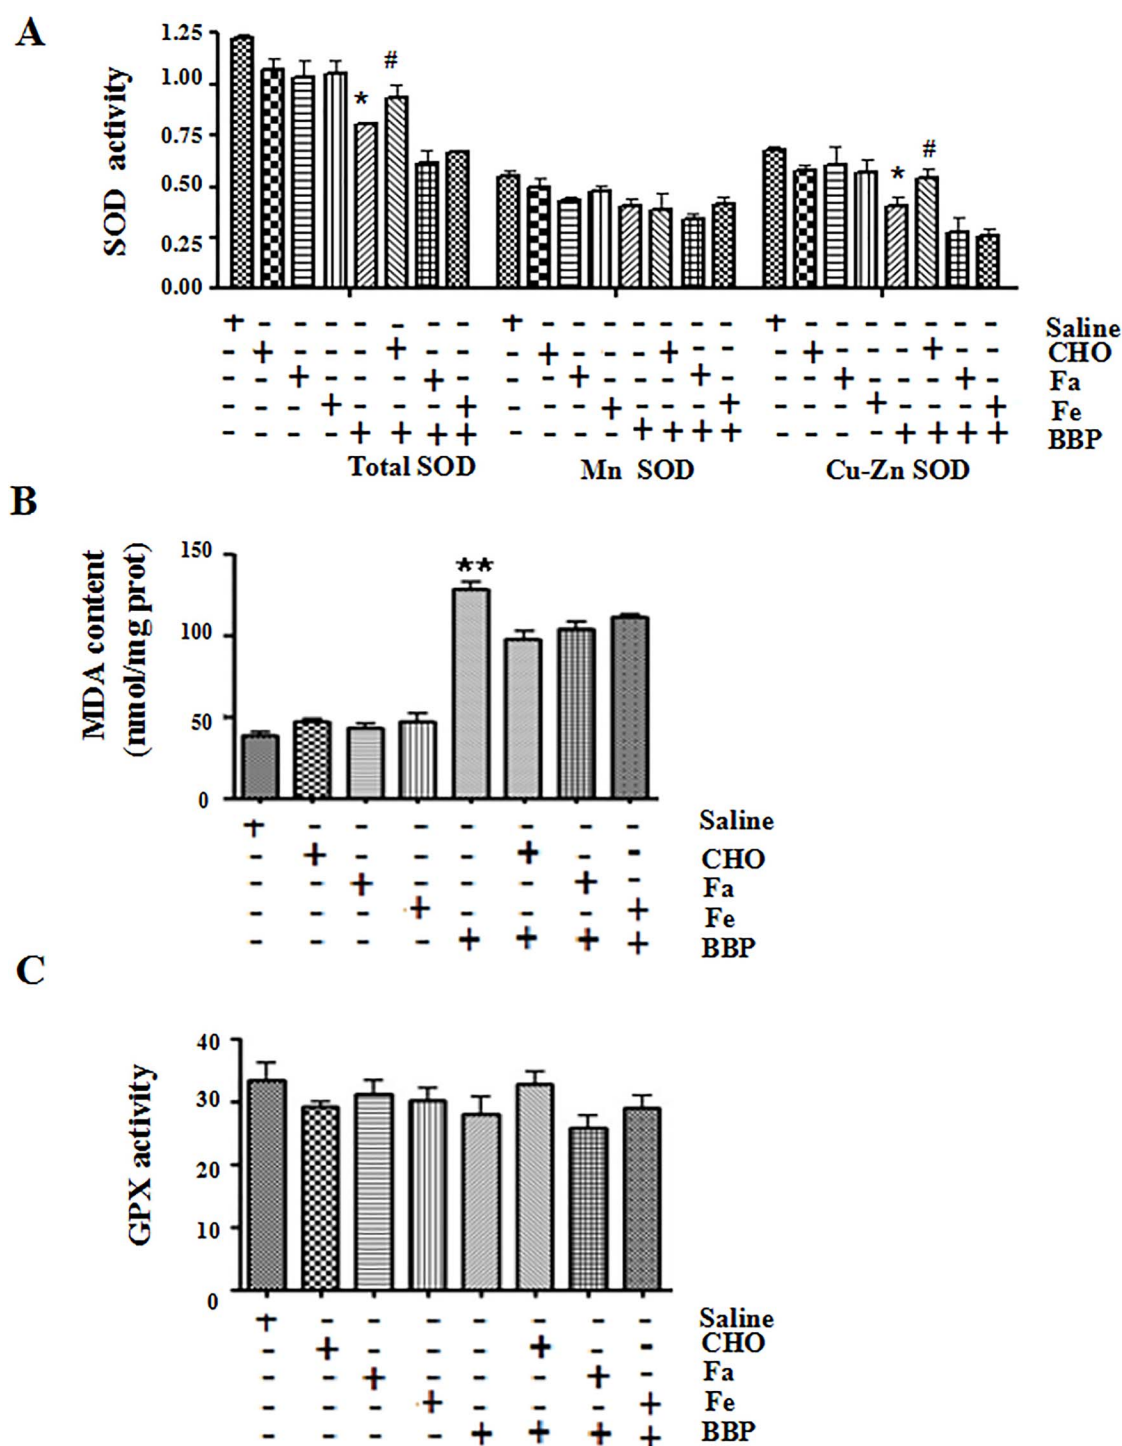 A
SOD activity
1.25
1.00
0.75
0.50
0.25
0.00
*
#
*
#
+ - - - - - - - + - - - - - - - + - - - - - - - Saline
- + - - - + - - - + - - - + - - - + - - - + - - CHO
- - + - - - + - - - + - - - + - - - + - - - + - Fa
- - - + - - - + - - - + - - - + - - - + - - - + Fe
- - - - + + + + - - - - + + + + - - - - + + + + BBP
Total SOD Mn SOD Cu-Zn SOD
B
MDA content
(nmol/mg prot)
150
100
50
0
**
+ - - - - - - - Saline
- + - - - + - - CHO
- - + - - - + - Fa
- - - + - - - + Fe
- - - - + + + + BBP
C
GPX activity
40
30
20
10
0
+ - - - - - - - Saline
- + - - - + - - CHO
- - + - - - + - Fa
- - - + - - - + Fe
- - - - + + + + BBP